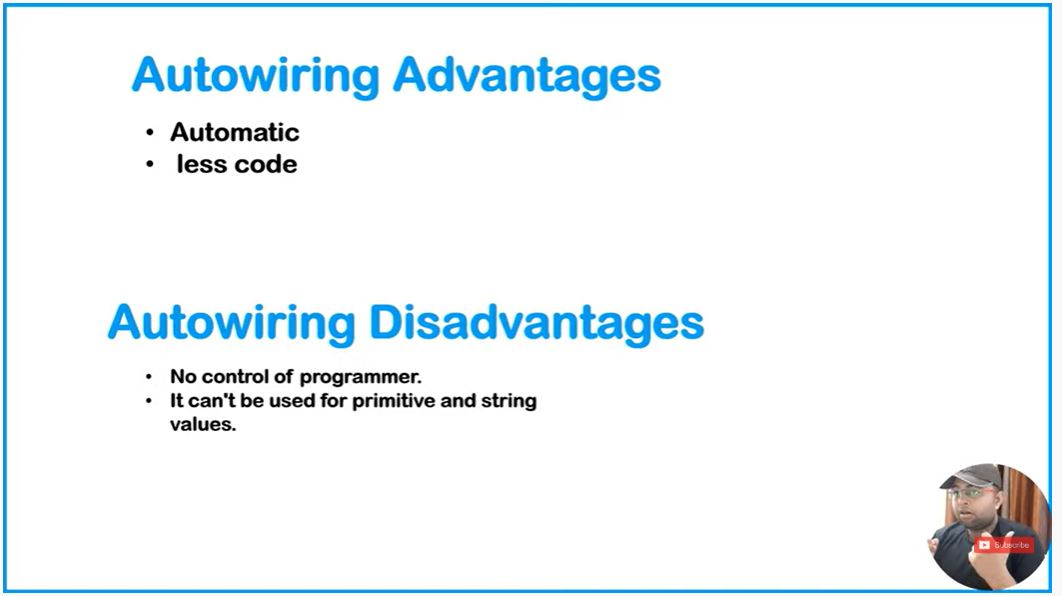 Autowiring Advantages
• Automatic
• less code
Autowiring Disadvantages
• No control of programmer.
• It can't be used for primitive and string
values.
Subscribe